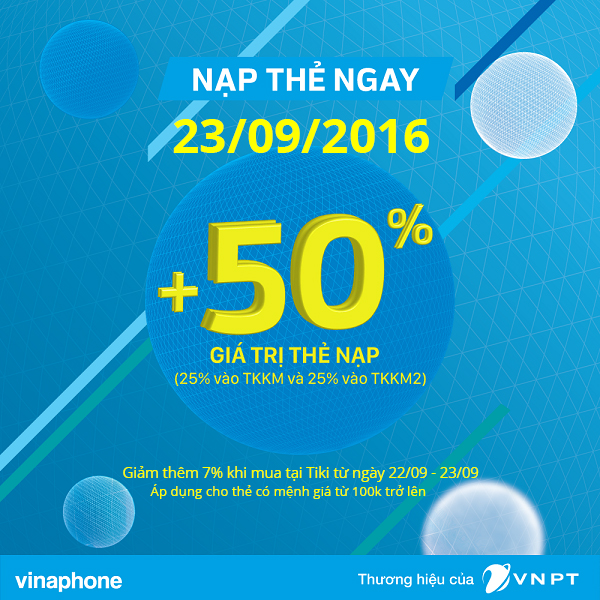 NẠP THẺ NGAY
23/09/2016
+50%
GIÁ TRỊ THẺ NẠP
(25% vào TKKM và 25% vào TKKM2)
Giảm thêm 7% khi mua tại Tiki từ ngày 22/09 - 23/09
Áp dụng cho thẻ có mệnh giá từ 100k trở lên
vinaphone
Thương hiệu của VNPT